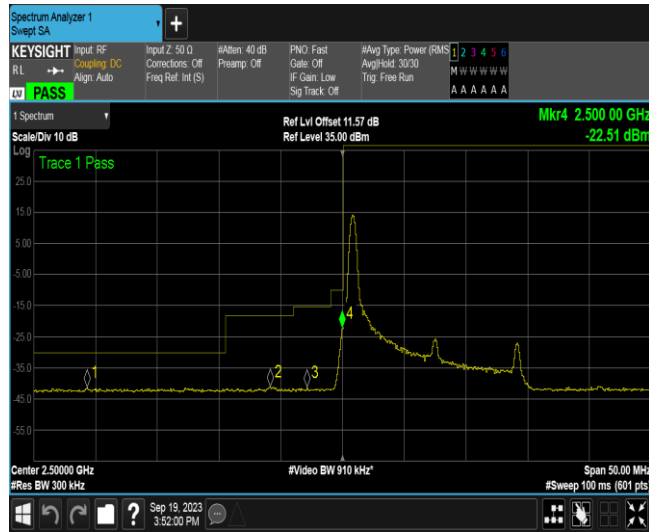 Spectrum Analyzer 1
Swept SA
KEYSIGHT
RL
LXI PASS
Input: RF
Coupling: DC
Align: Auto
Input Z: 50 Ω
Corrections: Off
Freq Ref: Int (S)
#Atten: 40 dB
Preamp: Off
PNO: Fast
Gate: Off
IF Gain: Low
Sig Track: Off
#Avg Type: Power (RMS
Avg|Hold: 30/30
Trig: Free Run
1 2 3 4 5 6
M W W W W W
A A A A A A
1 Spectrum
Scale/Div 10 dB
Log
Ref Lvl Offset 11.57 dB
Ref Level 35.00 dBm
Mkr4 2.500 00 GHz
-22.51 dBm
Trace 1 Pass
25.0
15.0
5.00
-5.00
-15.0
-25.0
-35.0
-45.0
-55.0
1
2
3
4
Center 2.50000 GHz
#Res BW 300 kHz
#Video BW 910 kHz*
Span 50.00 MHz
#Sweep 100 ms (601 pts)
?
Sep 19, 2023
3:52:00 PM